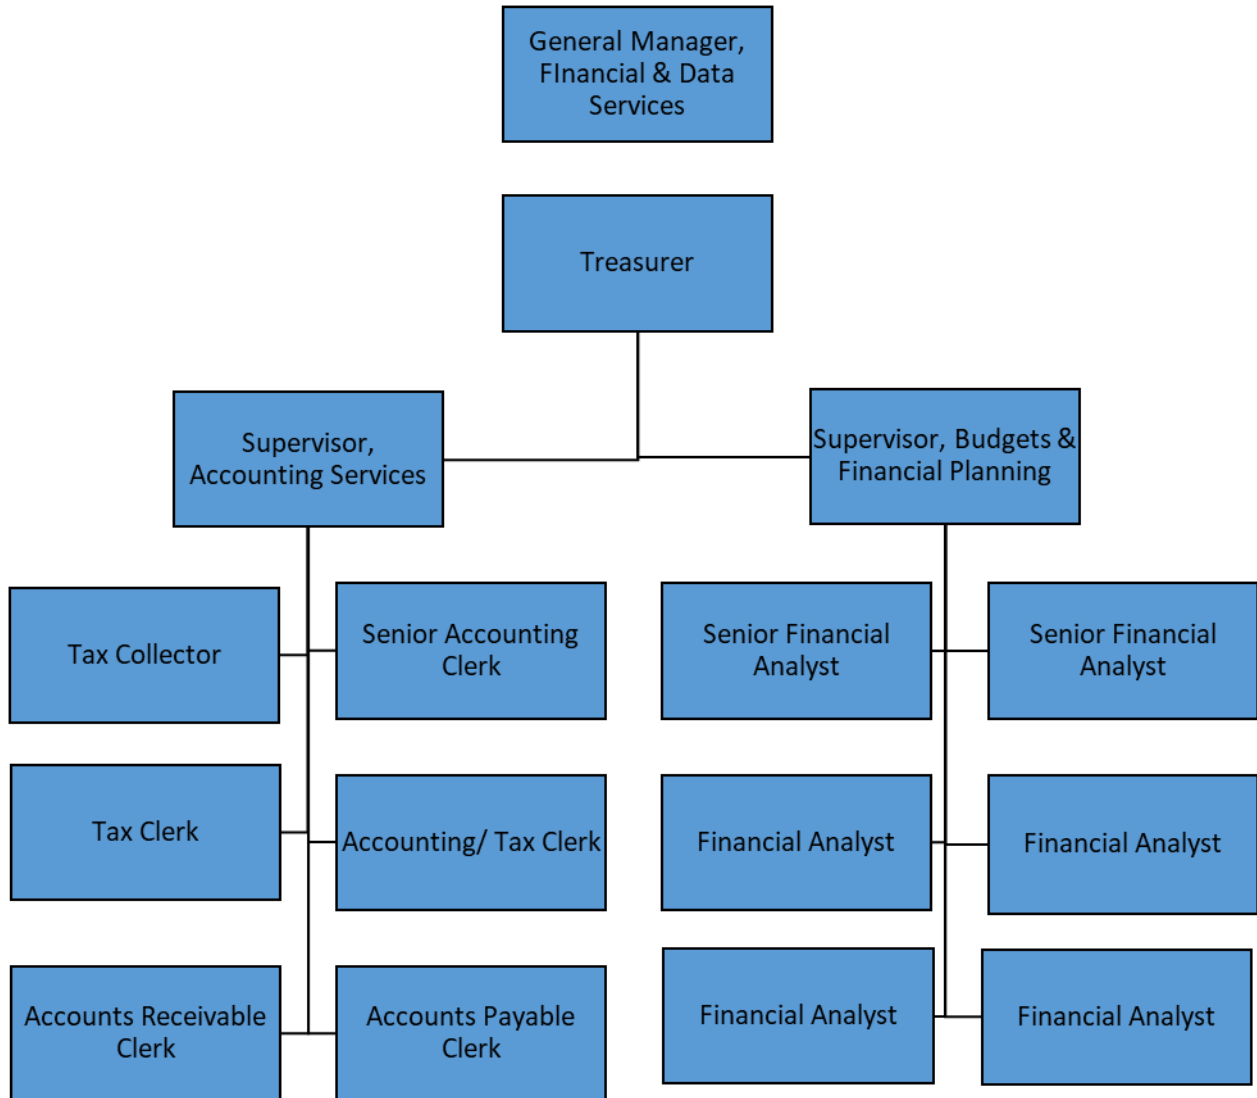 General Manager,
FInancial & Data
Services
Treasurer
Supervisor,
Accounting Services
Supervisor, Budgets &
Financial Planning
Tax Collector
Senior Accounting
Clerk
Senior Financial
Analyst
Senior Financial
Analyst
Tax Clerk
Accounting/ Tax Clerk
Financial Analyst
Financial Analyst
Accounts Receivable
Clerk
Accounts Payable
Clerk
Financial Analyst
Financial Analyst